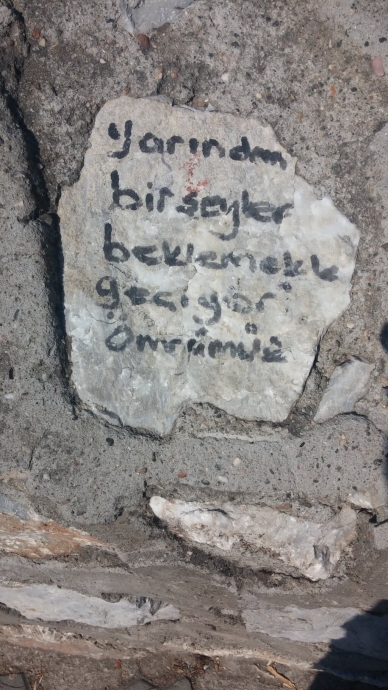 yarından
birşeyler
beklemekle
geçiyor
ömrümüz